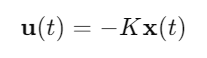 u(t) = −Kx(t)